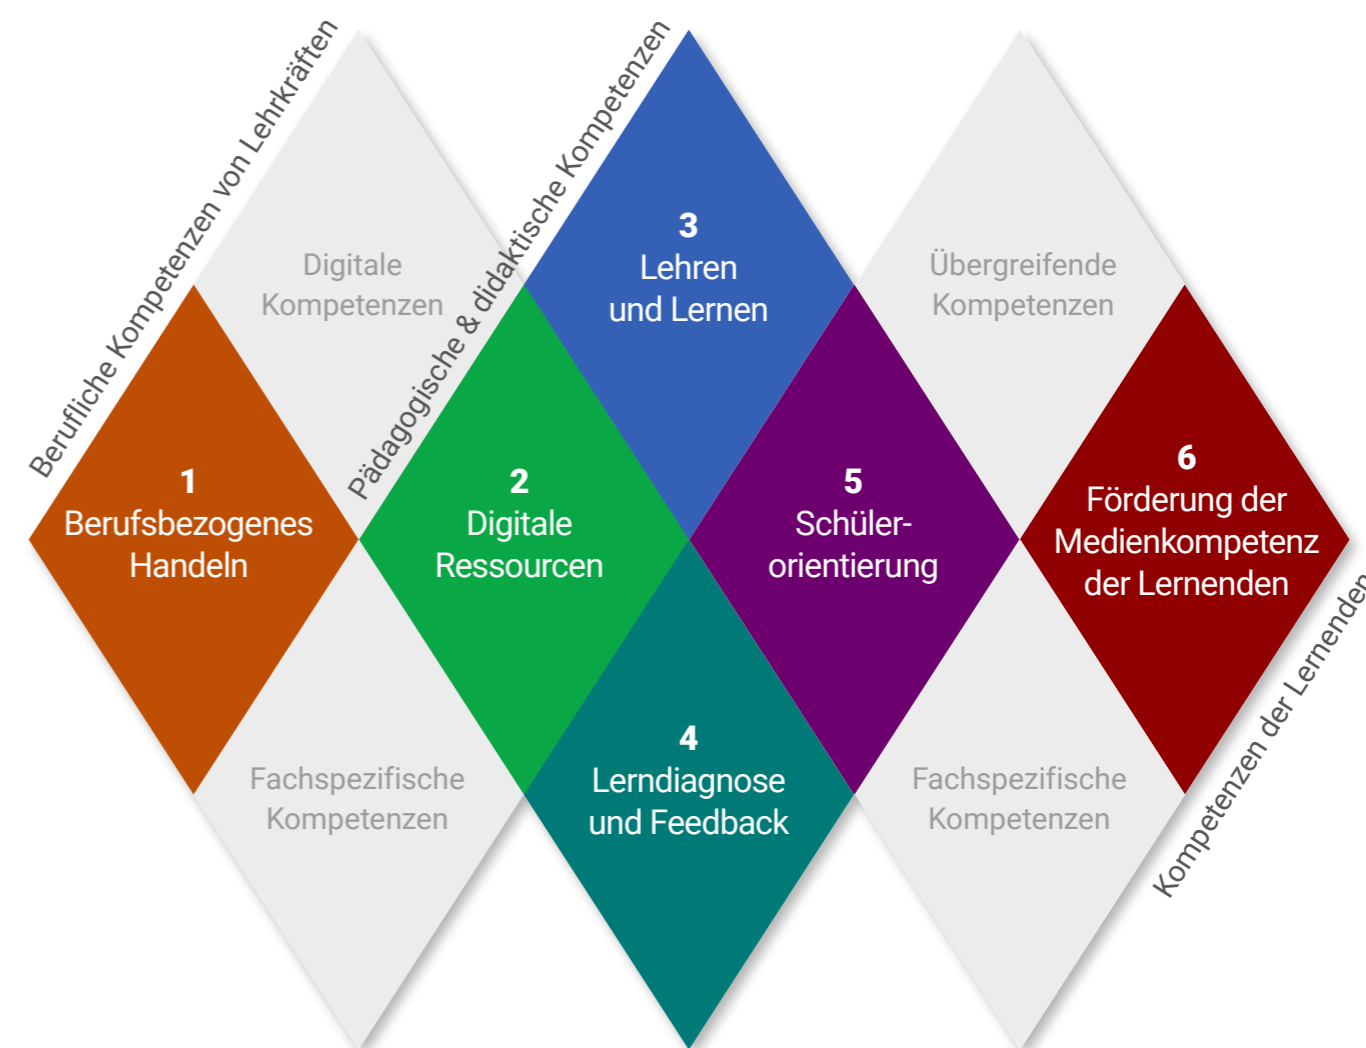 Berufliche Kompetenzen von Lehrkräften
Pädagogische & didaktische Kompetenzen
Digitale
Kompetenzen
3
Lehren
und Lernen
Übergreifende
Kompetenzen
1
Berufsbezogenes
Handeln
2
Digitale
Ressourcen
5
Schüler-
orientierung
6
Förderung der
Medienkompetenz
der Lernenden
Fachspezifische
Kompetenzen
4
Lerndiagnose
und Feedback
Fachspezifische
Kompetenzen
Kompetenzen der Lernenden